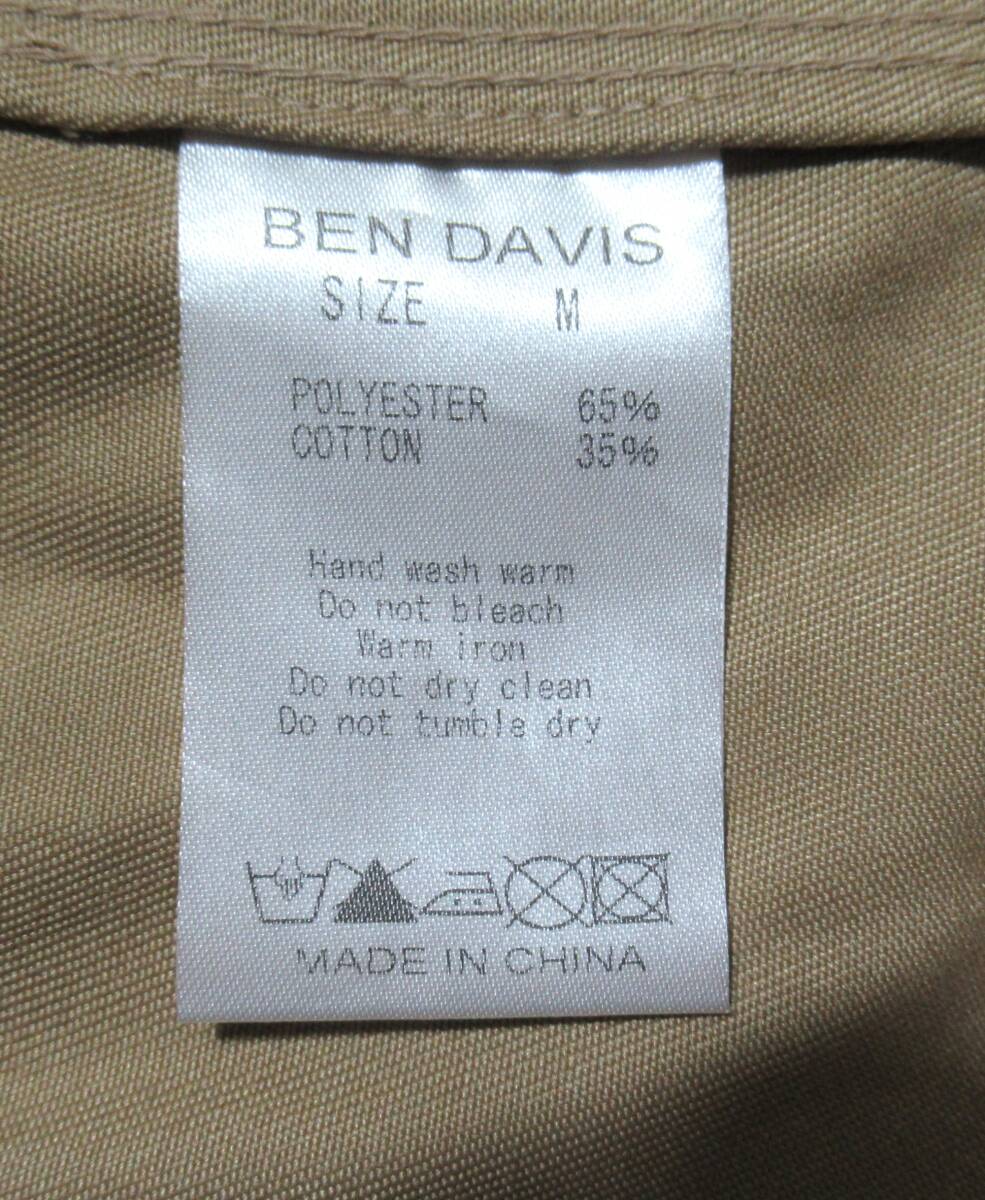 BEN DAVIS
SIZE M
POLYESTER 65%
COTTON 35%
Hand wash warm
Do not bleach
Warm iron
Do not dry clean
Do not tumble dry
MADE IN CHINA